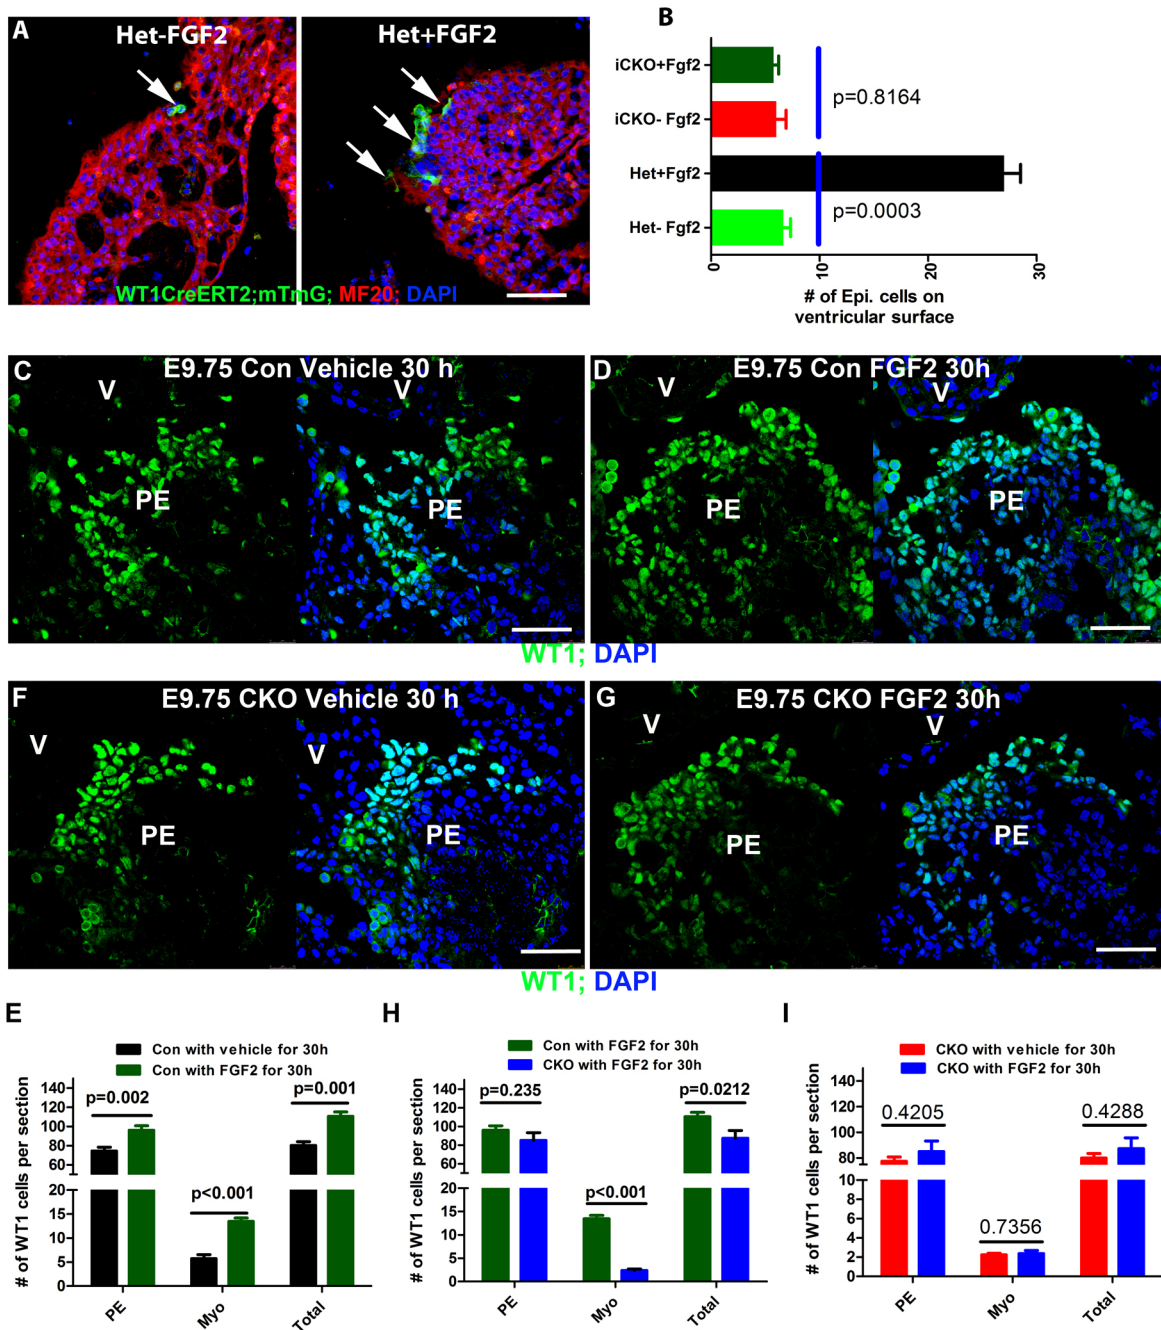 A
Het-FGF2
Het+FGF2
WT1CreERT2;mTmG; MF20; DAPI
B
iCKO+Fgf2
iCKO- Fgf2
Het+Fgf2
Het- Fgf2
p=0.8164
p=0.0003
0 10 20 30
# of Epi. cells on
ventricular surface
C
E9.75 Con Vehicle 30 h
V
V
PE
PE
D
E9.75 Con FGF2 30h
V
V
PE
PE
WT1; DAPI
F
E9.75 CKO Vehicle 30 h
V
V
PE
PE
G
E9.75 CKO FGF2 30h
V
V
PE
PE
WT1; DAPI
E
Con with vehicle for 30h
Con with FGF2 for 30h
# of WT1 cells per section
140
120
100
80
60
20
15
10
5
0
p=0.002
p<0.001
p=0.001
PE
Myo
Total
H
Con with FGF2 for 30h
CKO with FGF2 for 30h
# of WT1 cells per section
140
120
100
80
60
20
15
10
5
0
p=0.235
p<0.001
p=0.0212
PE
Myo
Total
I
CKO with vehicle for 30h
CKO with FGF2 for 30h
# of WT1 cells per section
140
120
100
80
10
8
6
4
2
0
0.4205
0.7356
0.4288
PE
Myo
Total